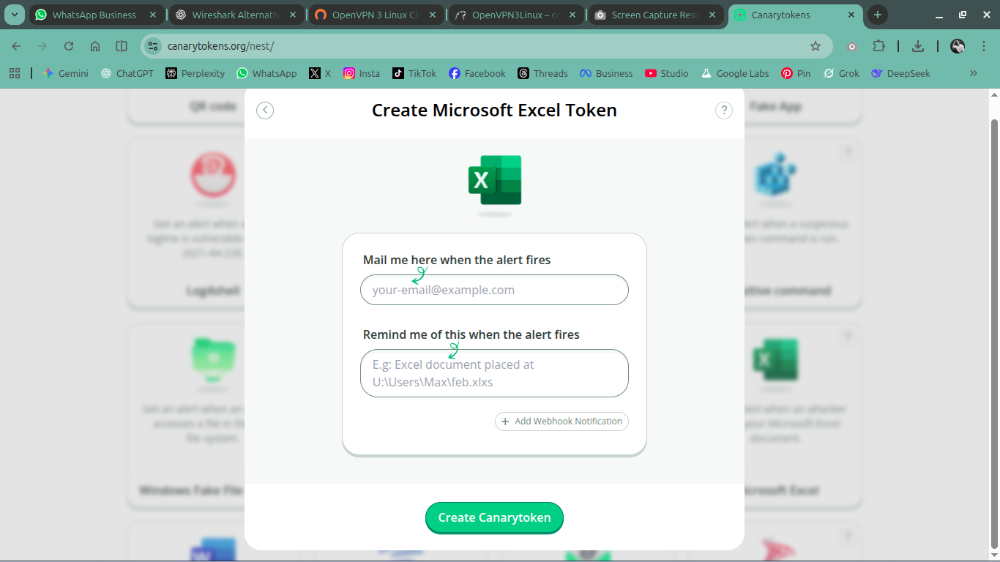 WhatsApp Business
Wireshark Alternativ
OpenVPN 3 Linux Cl
OpenVPN3Linux – co
Screen Capture Resu
Canarytokens
canarytokens.org/nest/
Gemini
ChatGPT
Perplexity
WhatsApp
X
Insta
TikTok
Facebook
Threads
Business
Studio
Google Labs
Pin
Grok
DeepSeek
QR code
Fake App
Create Microsoft Excel Token
?
X
Get an alert when a
logline is vulnerable
2021-44-228.
Log4shell
ert when a suspicious
ws command is run.
sitive command
Mail me here when the alert fires
your-email@example.com
Remind me of this when the alert fires
E.g: Excel document placed at
U:\Users\Max\feb.xlxs
+ Add Webhook Notification
Get an alert when an
accesses a file in th
file system.
Windows Fake File
ert when an attacker
your Microsoft Excel
document.
icrosoft Excel
Create Canarytoken